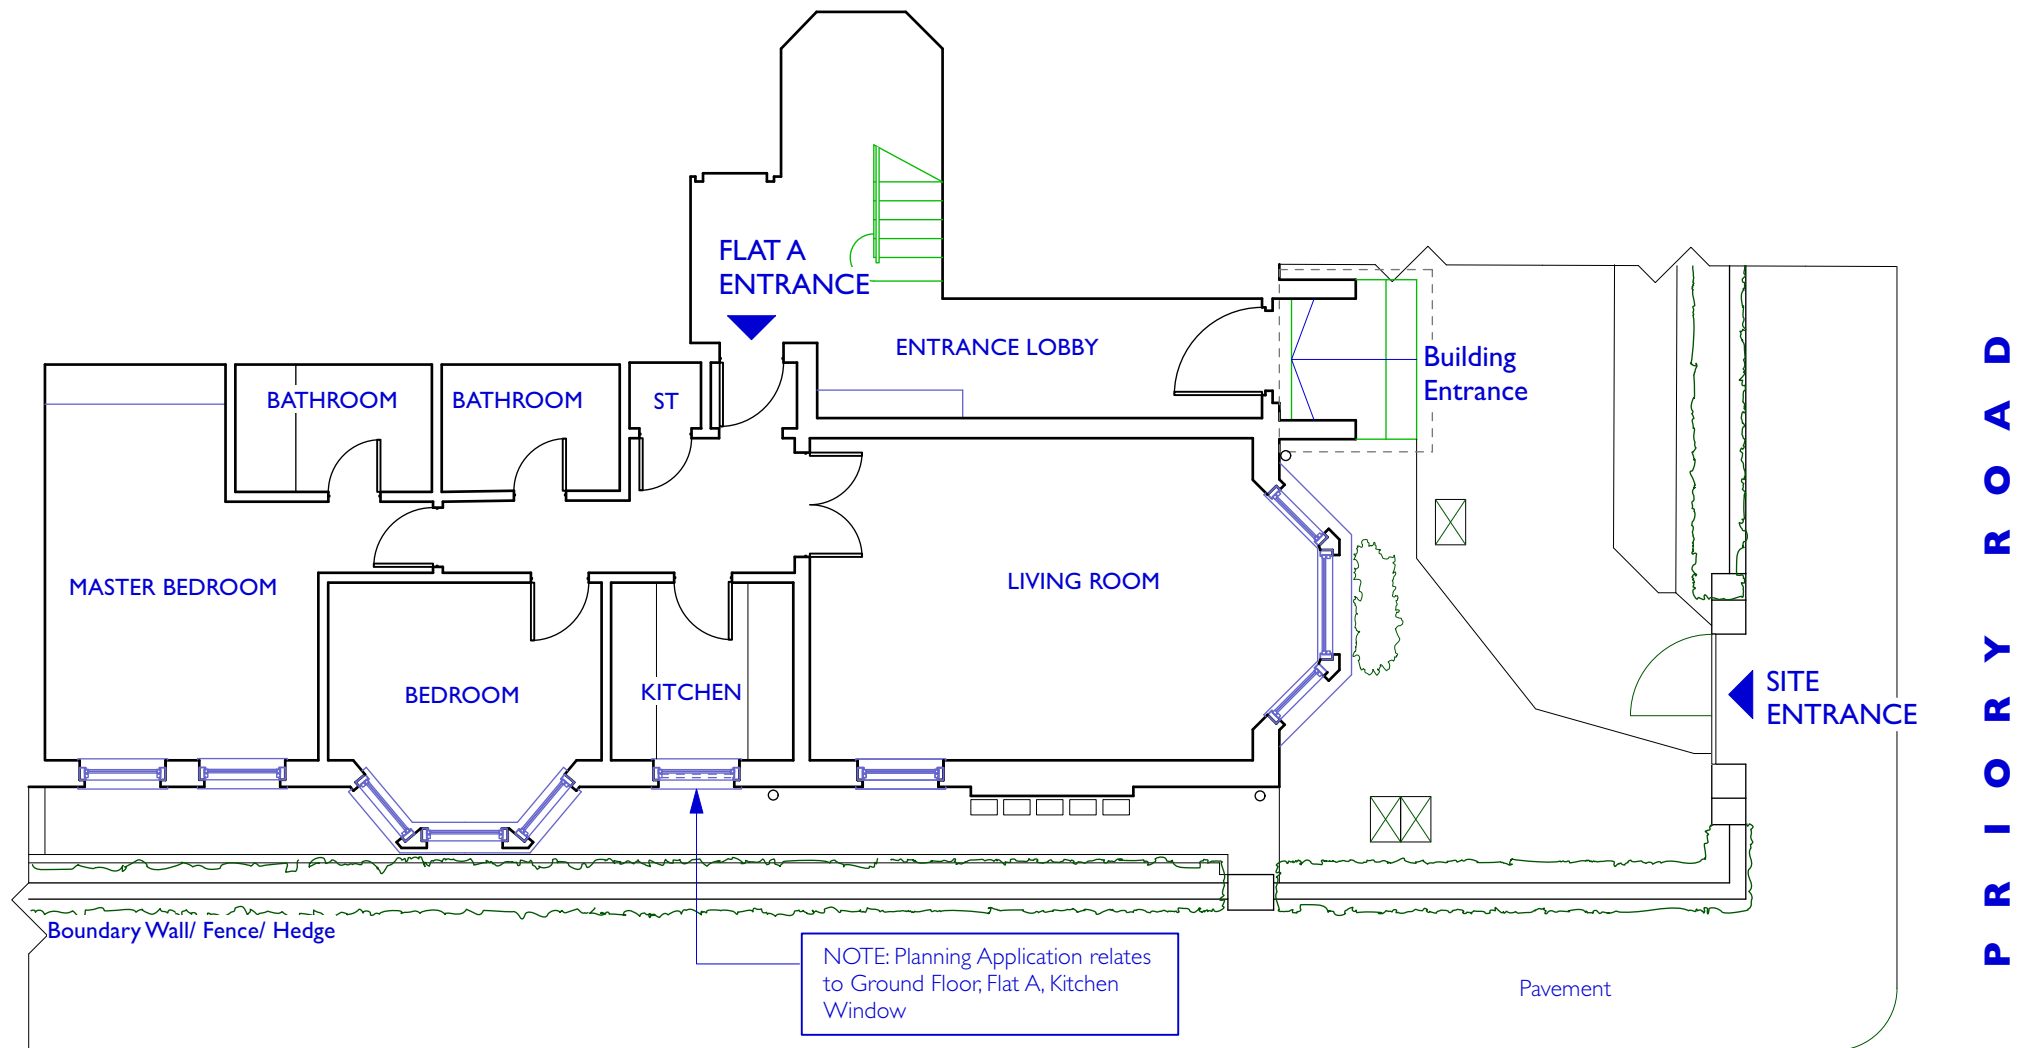 FLAT A
ENTRANCE
ENTRANCE LOBBY
Building
Entrance
BATHROOM
BATHROOM
ST
MASTER BEDROOM
LIVING ROOM
BEDROOM
KITCHEN
SITE
ENTRANCE
PRIORY ROAD
Boundary Wall/ Fence/ Hedge
NOTE: Planning Application relates
to Ground Floor, Flat A, Kitchen
Window
Pavement